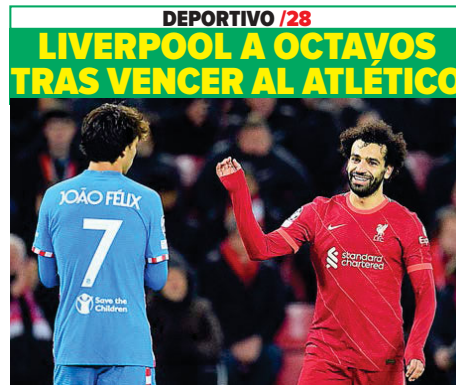 DEPORTIVO /28
LIVERPOOL A OCTAVOS
TRAS VENCER AL ATLÉTICO
JOÃO FÉLIX
7
Save the
Children
standard
chartered